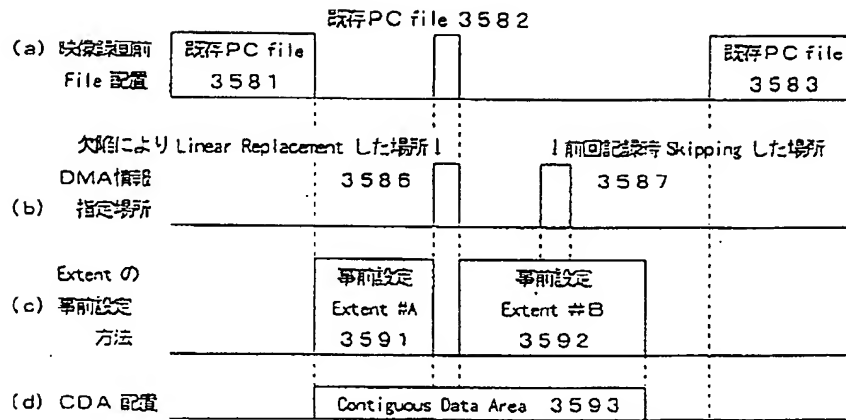 既存PC file 3582
(a) 映像録画前 既存PC file 既存PC file
File 配置 3581 3583
欠陥により Linear Replacement した場所↓ ↓前回記録時 Skipping した場所
DMA情報 3586 3587
(b) 指定場所
Extent の 事前設定 事前設定
(c) 事前設定 Extent #A Extent #B
方法 3591 3592
(d) CDA 配置 Contiguous Data Area 3593